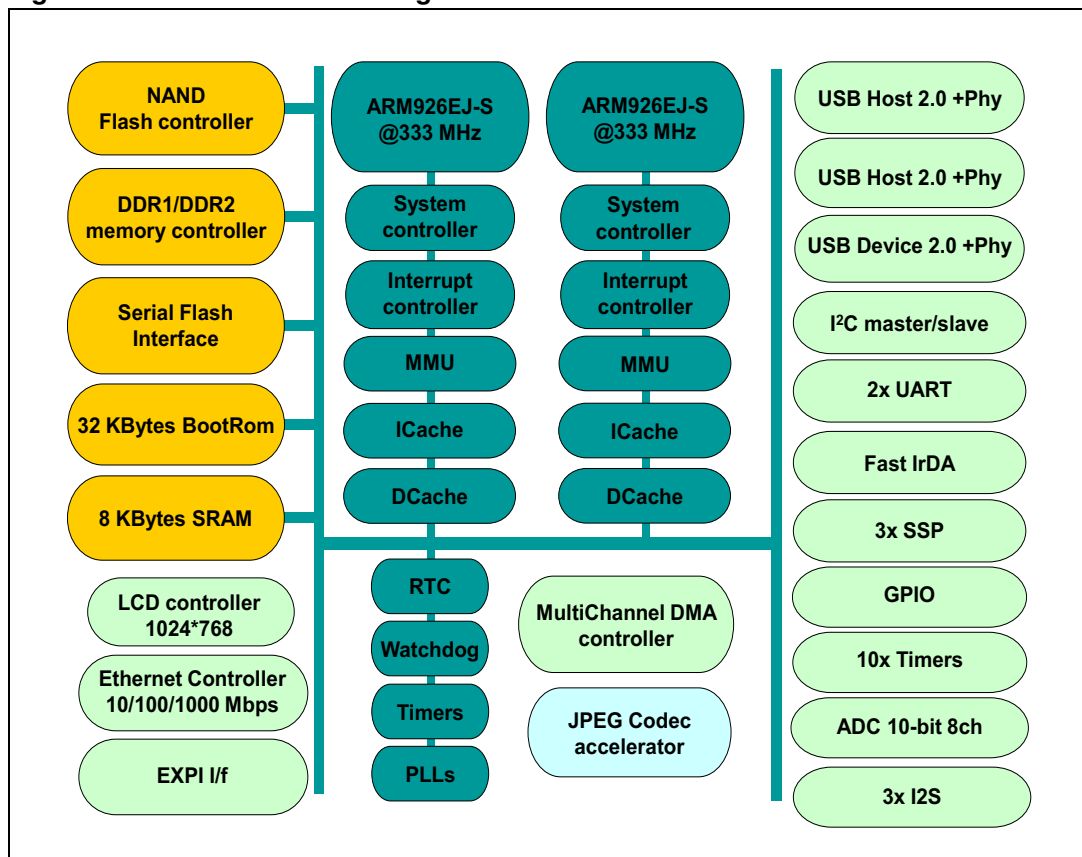 NAND
Flash controller
DDR1/DDR2
memory controller
Serial Flash
Interface
32 KBytes BootRom
8 KBytes SRAM
LCD controller
1024*768
Ethernet Controller
10/100/1000 Mbps
EXPI I/f
ARM926EJ-S
@333 MHz
System
controller
Interrupt
controller
MMU
ICache
DCache
RTC
Watchdog
Timers
PLLs
ARM926EJ-S
@333 MHz
System
controller
Interrupt
controller
MMU
ICache
DCache
MultiChannel DMA
controller
JPEG Codec
accelerator
USB Host 2.0 +Phy
USB Host 2.0 +Phy
USB Device 2.0 +Phy
I²C master/slave
2x UART
Fast IrDA
3x SSP
GPIO
10x Timers
ADC 10-bit 8ch
3x I2S